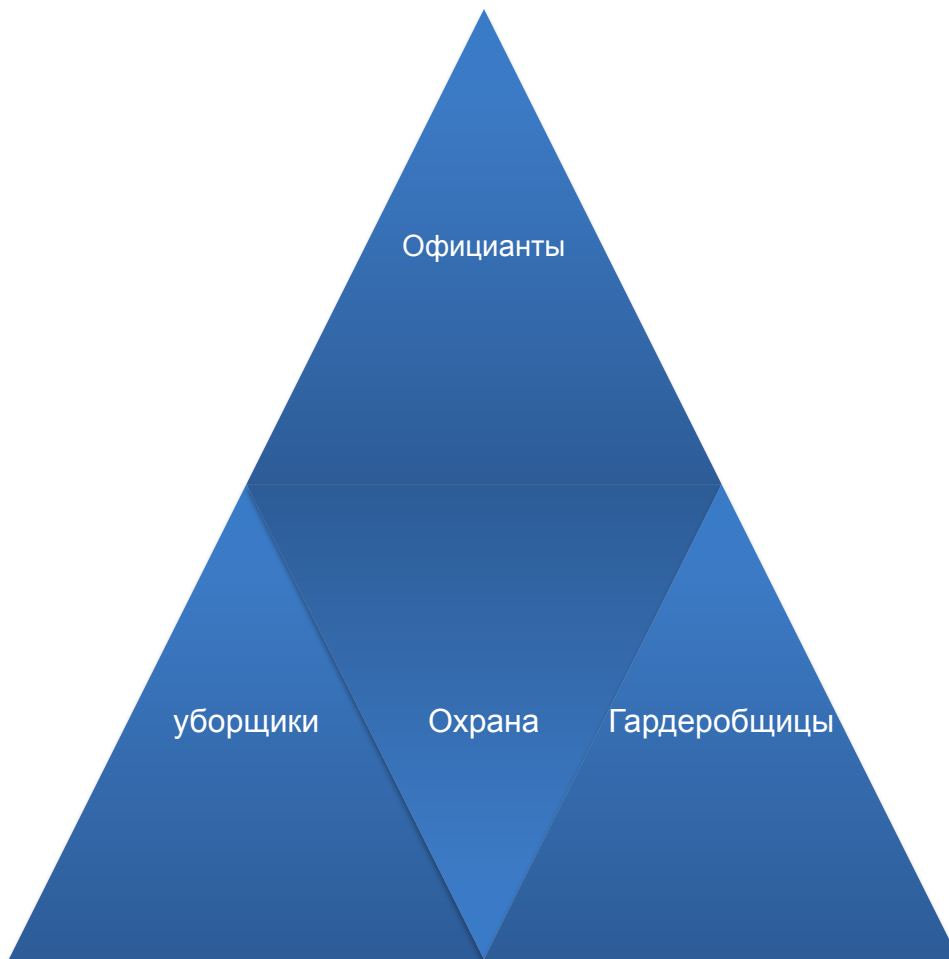 Официанты
уборщики
Охрана
Гардеробщицы